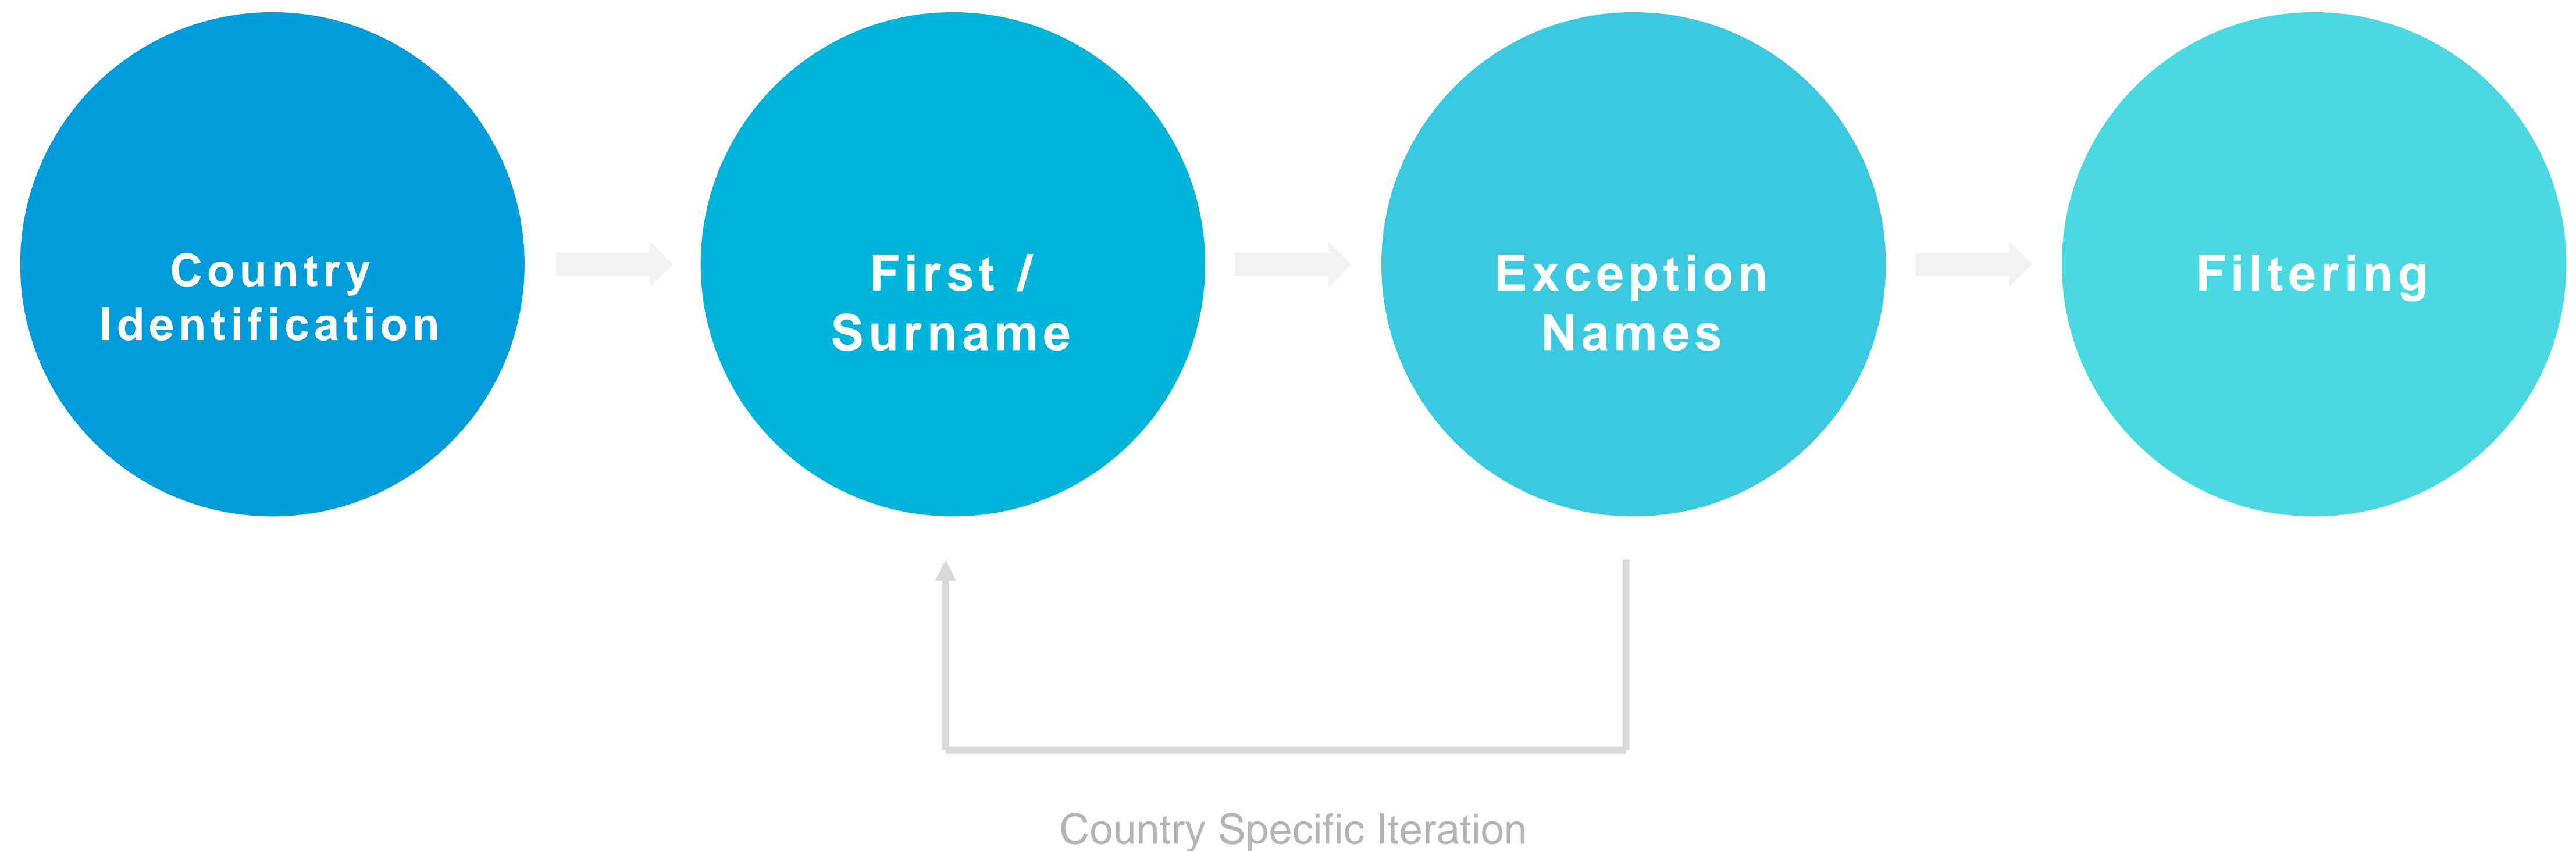 Country
Identification
First /
Surname
Exception
Names
Filtering
Country Specific Iteration